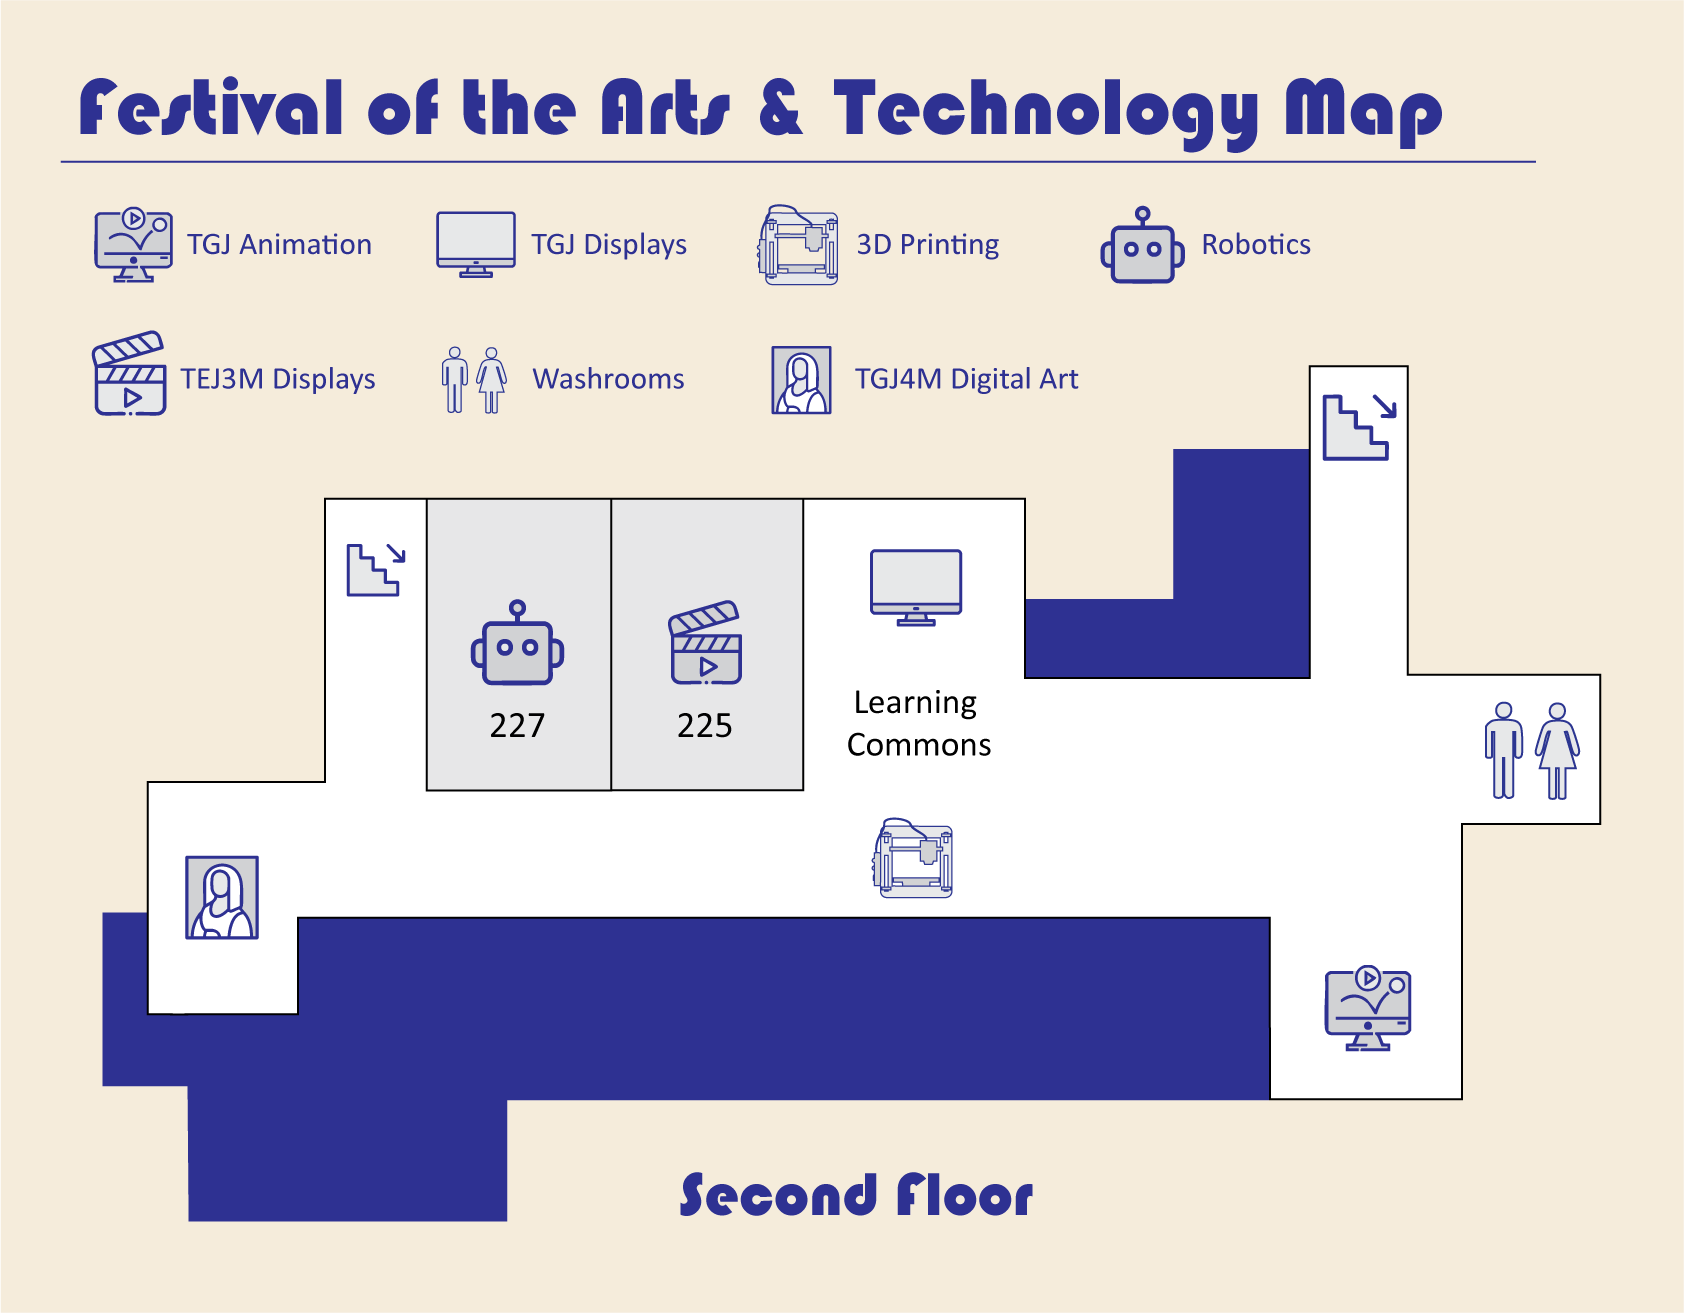 Festival of the Arts & Technology Map
TGJ Animation
TGJ Displays
3D Printing
Robotics
TEJ3M Displays
Washrooms
TGJ4M Digital Art
227
225
Learning
Commons
Second Floor